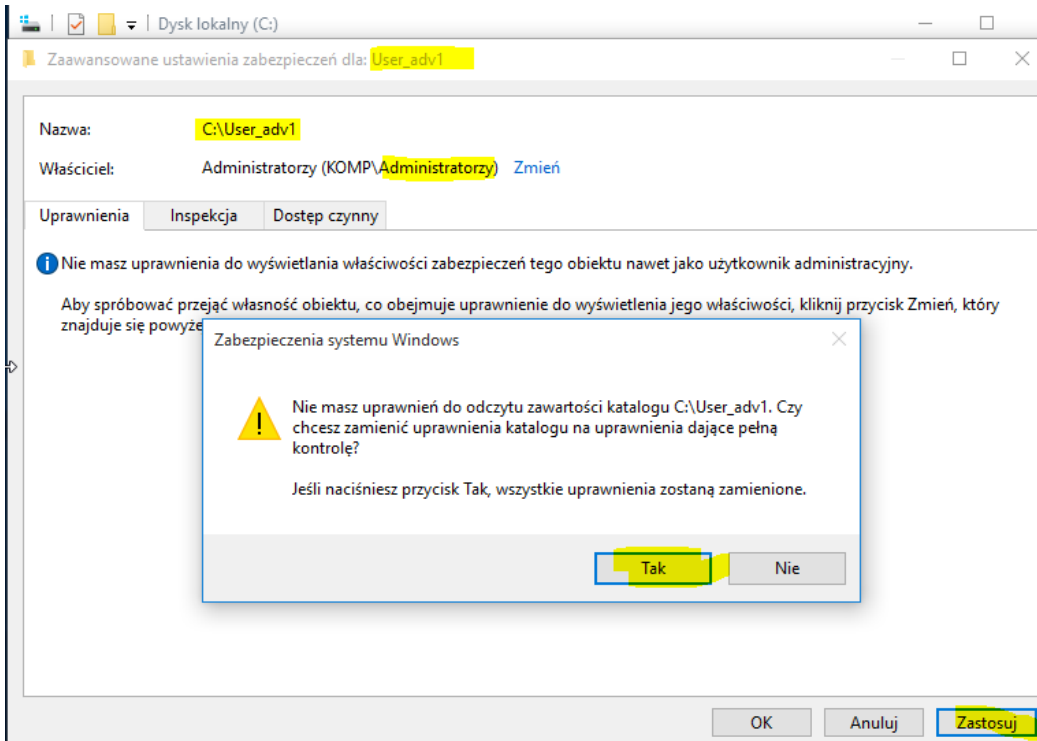 Dysk lokalny (C:)
Zaawansowane ustawienia zabezpieczeń dla: User_adv1
Nazwa: C:\User_adv1
Właściciel: Administratorzy (KOMP\Administratorzy) Zmień
Uprawnienia Inspekcja Dostęp czynny
Nie masz uprawnienia do wyświetlania właściwości zabezpieczeń tego obiektu nawet jako użytkownik administracyjny.
Aby spróbować przejąć własność obiektu, co obejmuje uprawnienie do wyświetlenia jego właściwości, kliknij przycisk Zmień, który
znajduje się powyże
Zabezpieczenia systemu Windows
Nie masz uprawnień do odczytu zawartości katalogu C:\User_adv1. Czy
chcesz zamienić uprawnienia katalogu na uprawnienia dające pełną
kontrolę?
Jeśli naciśniesz przycisk Tak, wszystkie uprawnienia zostaną zamienione.
Tak Nie
OK Anuluj Zastosuj